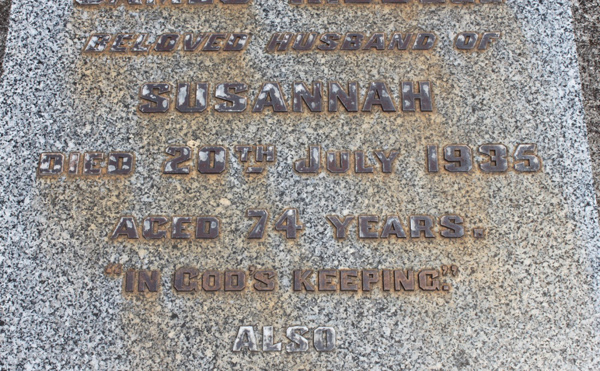 BELOVED HUSBAND OF
SUSANNAH
DIED 20TH JULY 1935
AGED 74 YEARS.
"IN GOD'S KEEPING."
ALSO